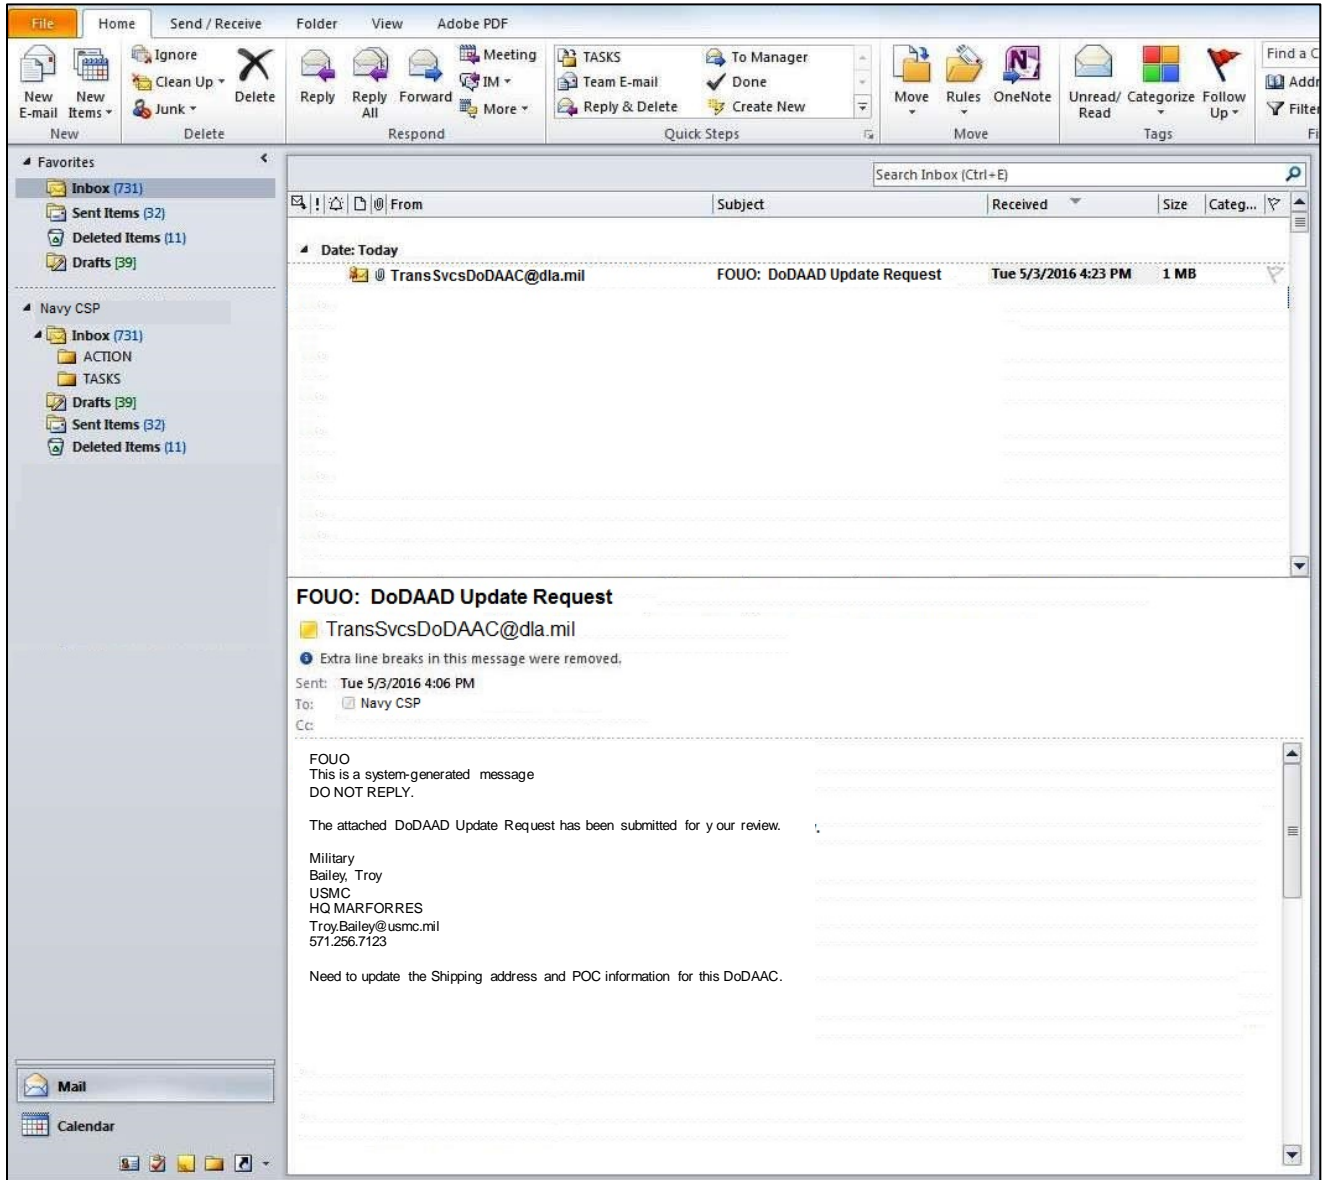 File Home Send / Receive Folder View Adobe PDF
New E-mail
New Items
Ignore
Clean Up
Junk
Delete
Reply
Reply All
Forward
Meeting
IM
More
TASKS
Team E-mail
Reply & Delete
To Manager
Done
Create New
Move
Rules
OneNote
Unread/ Read
Categorize
Follow Up
Find a C
Addr
Filter
New Delete Respond Quick Steps Move Tags Fi
Favorites
Inbox (731)
Sent Items (32)
Deleted Items (11)
Drafts [39]
Navy CSP
Inbox (731)
ACTION
TASKS
Drafts [39]
Sent Items (32)
Deleted Items (11)
Mail
Calendar
Search Inbox (Ctrl+E)
! From Subject Received Size Categ...
Date: Today
TransSvcsDoDAAC@dla.mil FOUO: DoDAAD Update Request Tue 5/3/2016 4:23 PM 1 MB
FOUO: DoDAAD Update Request
TransSvcsDoDAAC@dla.mil
Extra line breaks in this message were removed.
Sent: Tue 5/3/2016 4:06 PM
To: Navy CSP
Cc:
FOUO
This is a system-generated message
DO NOT REPLY.
The attached DoDAAD Update Request has been submitted for y our review.
Military
Bailey, Troy
USMC
HQ MARFORRES
Troy.Bailey@usmc.mil
571.256.7123
Need to update the Shipping address and POC information for this DoDAAC.